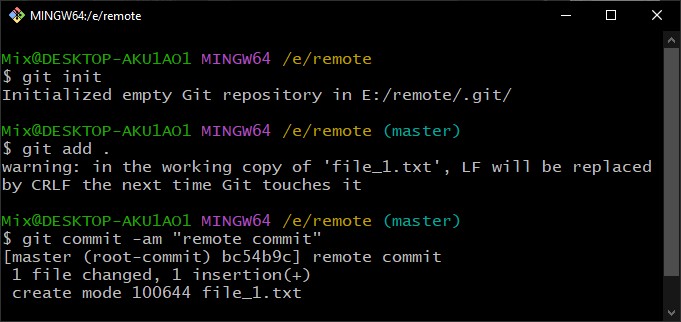 MINGW64:/e/remote
Mix@DESKTOP-AKU1AO1 MINGW64 /e/remote
$ git init
Initialized empty Git repository in E:/remote/.git/
Mix@DESKTOP-AKU1AO1 MINGW64 /e/remote (master)
$ git add .
warning: in the working copy of 'file_1.txt', LF will be replaced
by CRLF the next time Git touches it
Mix@DESKTOP-AKU1AO1 MINGW64 /e/remote (master)
$ git commit -am "remote commit"
[master (root-commit) bc54b9c] remote commit
 1 file changed, 1 insertion(+)
 create mode 100644 file_1.txt